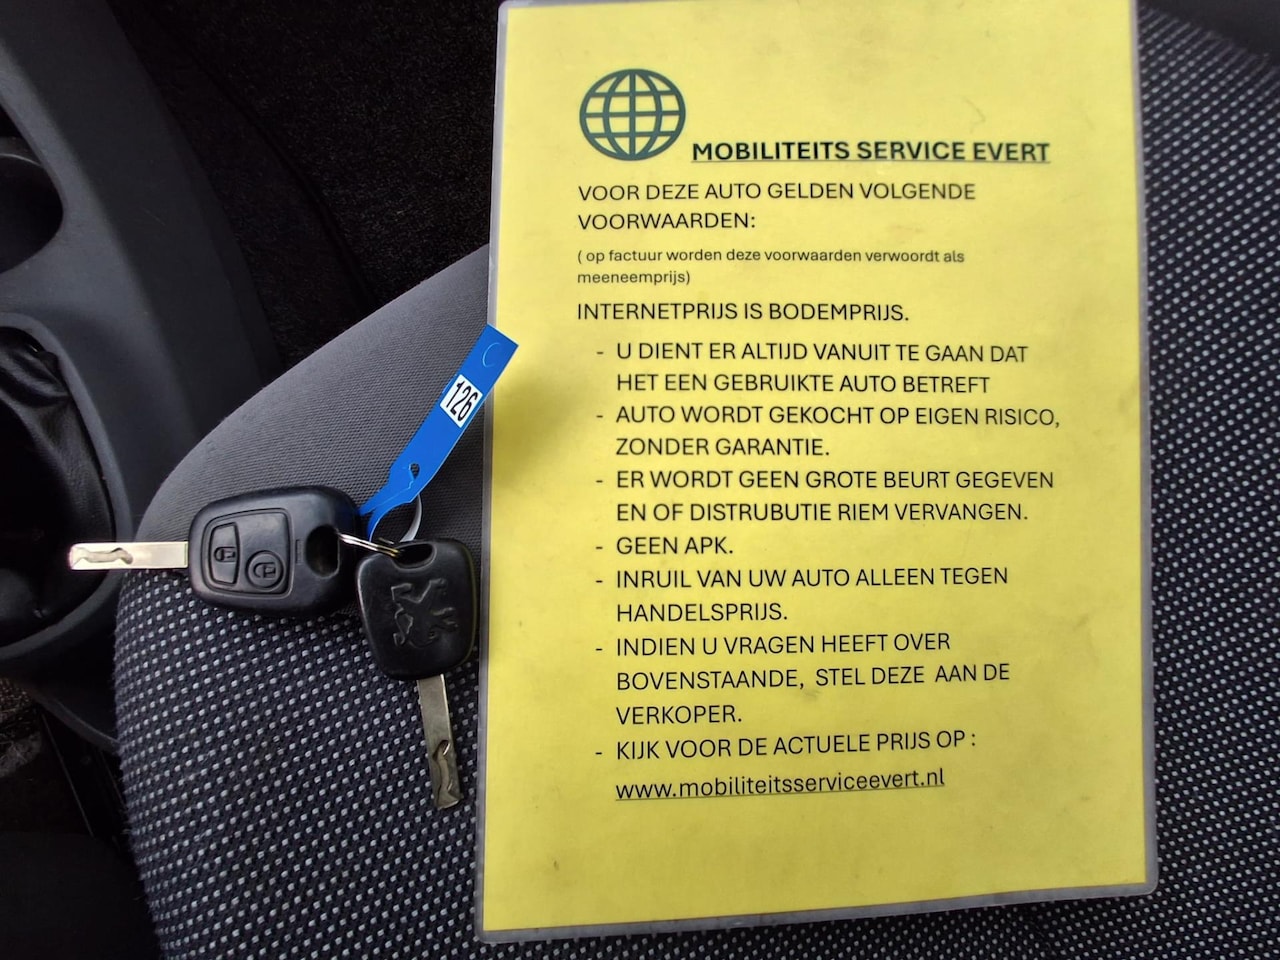 MOBILITEITS SERVICE EVERT
VOOR DEZE AUTO GELDEN VOLGENDE
VOORWAARDEN:
( op factuur worden deze voorwaarden verwoordt als
meeneemprijs)
INTERNETPRIJS IS BODEMPRIJS.
- U DIENT ER ALTIJD VANUIT TE GAAN DAT
HET EEN GEBRUIKTE AUTO BETREFT
- AUTO WORDT GEKOCHT OP EIGEN RISICO,
ZONDER GARANTIE.
- ER WORDT GEEN GROTE BEURT GEGEVEN
EN OF DISTRUBUTIE RIEM VERVANGEN.
- GEEN APK.
- INRUIL VAN UW AUTO ALLEEN TEGEN
HANDELSPRIJS.
- INDIEN U VRAGEN HEEFT OVER
BOVENSTAANDE, STEL DEZE AAN DE
VERKOPER.
- KIJK VOOR DE ACTUELE PRIJS OP :
www.mobiliteitsserviceevert.nl
126